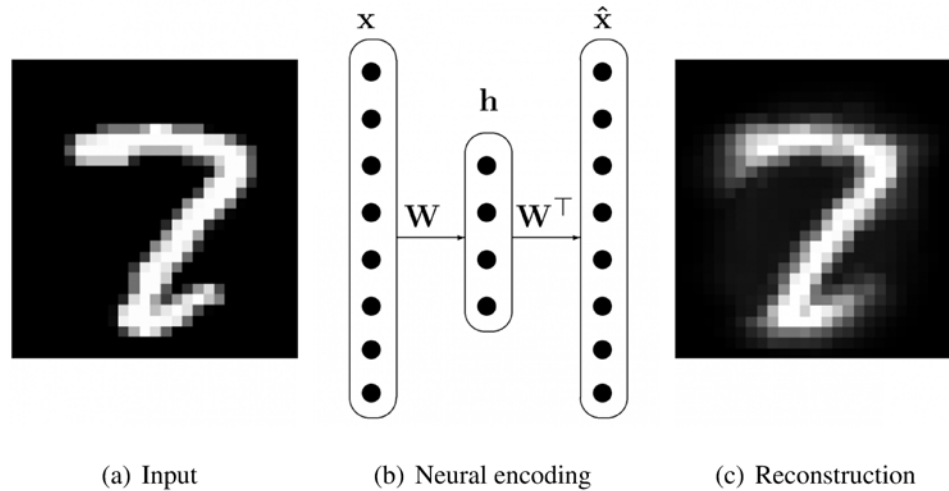 x x̂
h
W W⊤
(a) Input (b) Neural encoding (c) Reconstruction